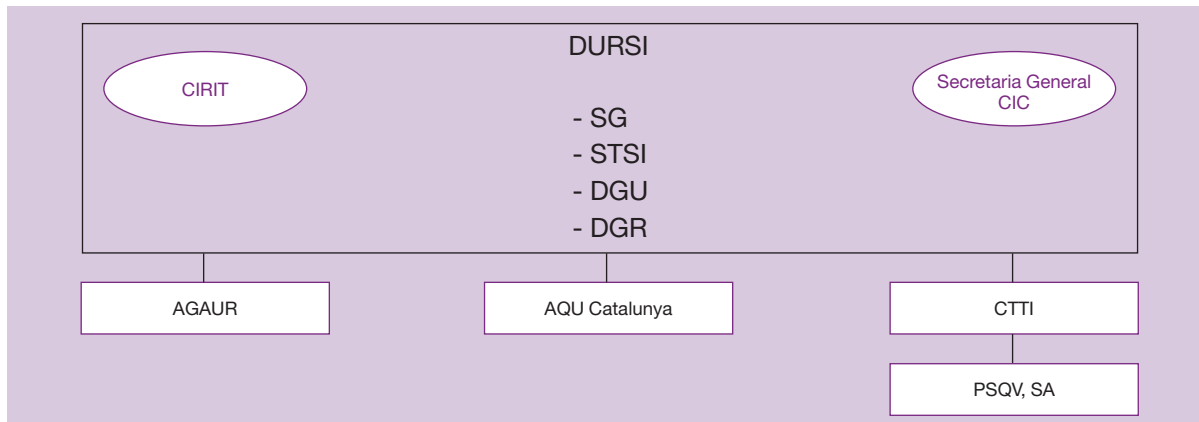 DURSI
CIRIT
Secretaria General
CIC
- SG
- STSI
- DGU
- DGR
AGAUR
AQU Catalunya
CTTI
PSQV, SA